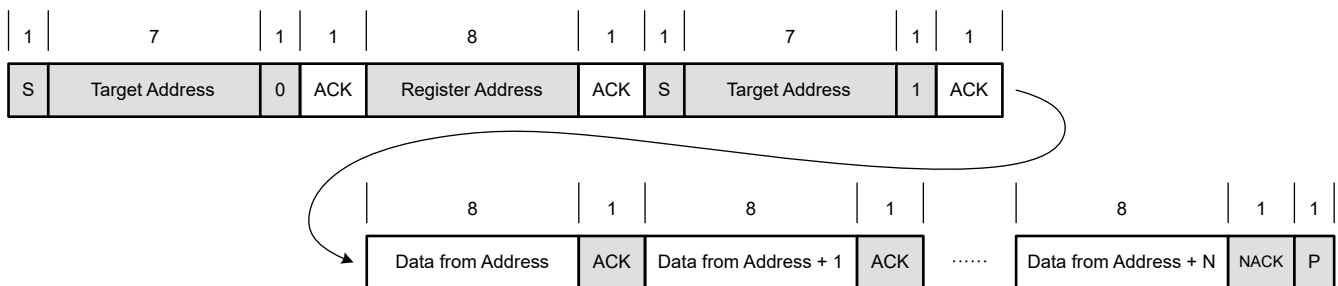 1 7 1 1 8 1 1 7 1 1
S Target Address 0 ACK Register Address ACK S Target Address 1 ACK
8 1 8 1 8 1 1
Data from Address ACK Data from Address + 1 ACK ...... Data from Address + N NACK P